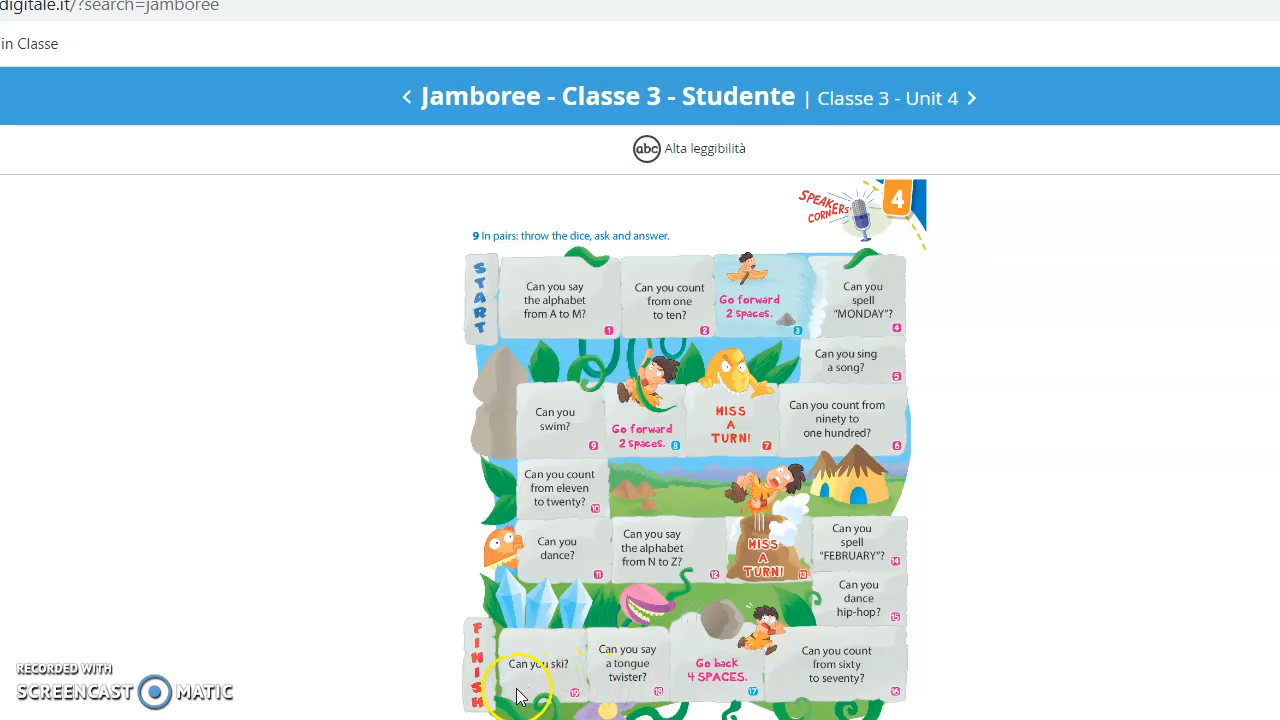 digitale.it/?search=jamboree
in Classe
< Jamboree - Classe 3 - Studente | Classe 3 - Unit 4 >
abc Alta leggibilità
SPEAKERS'
CORNER
4
9 In pairs: throw the dice, ask and answer.
START
Can you say
the alphabet
from A to M?
1
Can you count
from one
to ten?
2
Go forward
2 spaces.
3
Can you
spell
“MONDAY”?
4
Can you sing
a song?
5
Can you count from
ninety to
one hundred?
6
MISS
A
TURN!
7
Go forward
2 spaces.
8
Can you
swim?
9
Can you count
from eleven
to twenty?
10
Can you
dance?
11
Can you say
the alphabet
from N to Z?
12
MISS
A
TURN!
13
Can you
spell
“FEBRUARY”?
14
Can you
dance
hip-hop?
15
Can you count
from sixty
to seventy?
16
Go back
4 SPACES.
17
Can you say
a tongue
twister?
18
Can you ski?
19
FINISH
RECORDED WITH
SCREENCAST MATIC